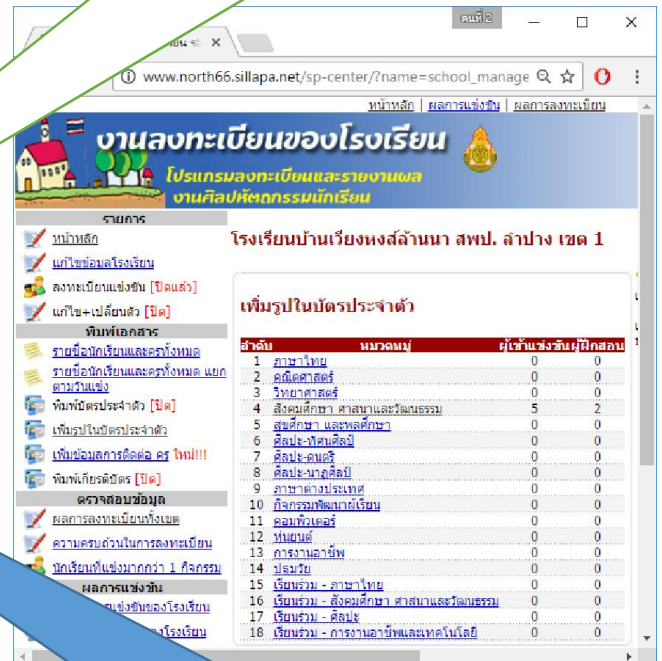 คนที่ 2
www.north66.sillapa.net/sp-center/?name=school_manage
หน้าหลัก | ผลการแข่งขัน | ผลการลงทะเบียน
งานลงทะเบียนของโรงเรียน
โปรแกรมลงทะเบียนและรายงานผล
งานศิลปหัตถกรรมนักเรียน
รายการ
หน้าหลัก
แก้ไขข้อมูลโรงเรียน
ลงทะเบียนแข่งขัน [ปิดแล้ว]
แก้ไข+เปลี่ยนตัว [ปิด]
พิมพ์เอกสาร
รายชื่อนักเรียนและครูทั้งหมด
รายชื่อนักเรียนและครูทั้งหมด แยก
ตามวันแข่ง
พิมพ์บัตรประจำตัว [ปิด]
เพิ่มรูปในบัตรประจำตัว
เพิ่มข้อมูลการติดต่อ ครู ใหม่!!!
พิมพ์เกียรติบัตร [ปิด]
ตรวจสอบข้อมูล
ผลการลงทะเบียนทั้งเขต
ความครบถ้วนในการลงทะเบียน
นักเรียนที่แข่งมากกว่า 1 กิจกรรม
ผลการแข่งขัน
แข่งขันของโรงเรียน
ของโรงเรียน
โรงเรียนบ้านเวียงหงส์ล้านนา สพป. ลำปาง เขต 1
เพิ่มรูปในบัตรประจำตัว
ลำดับ หมวดหมู่ ผู้เข้าแข่งขัน ผู้ฝึกสอน
1 ภาษาไทย 0 0
2 คณิตศาสตร์ 0 0
3 วิทยาศาสตร์ 0 0
4 สังคมศึกษา ศาสนาและวัฒนธรรม 5 2
5 สุขศึกษา และพลศึกษา 0 0
6 ศิลปะ-ทัศนศิลป์ 0 0
7 ศิลปะ-ดนตรี 0 0
8 ศิลปะ-นาฏศิลป์ 0 0
9 ภาษาต่างประเทศ 0 0
10 กิจกรรมพัฒนาผู้เรียน 0 0
11 คอมพิวเตอร์ 0 0
12 หุ่นยนต์ 0 0
13 การงานอาชีพ 0 0
14 ปฐมวัย 0 0
15 เรียนร่วม - ภาษาไทย 0 0
16 เรียนร่วม - สังคมศึกษา ศาสนาและวัฒนธรรม 0 0
17 เรียนร่วม - ศิลปะ 0 0
18 เรียนร่วม - การงานอาชีพและเทคโนโลยี 0 0